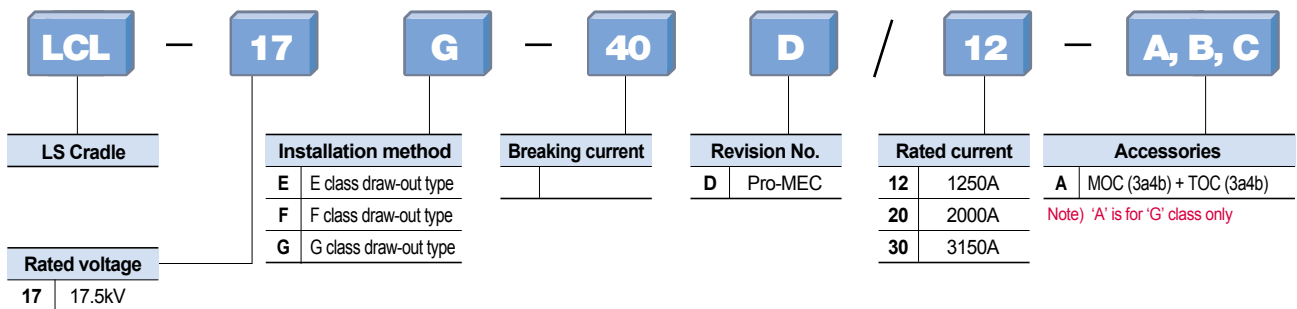 LCL – 17 G – 40 D / 12 – A, B, C
LS Cradle
Installation method
E E class draw-out type
F F class draw-out type
G G class draw-out type
Breaking current
Revision No.
D Pro-MEC
Rated current
12 1250A
20 2000A
30 3150A
Accessories
A MOC (3a4b) + TOC (3a4b)
Note) ‘A’ is for ‘G’ class only
Rated voltage
17 17.5kV